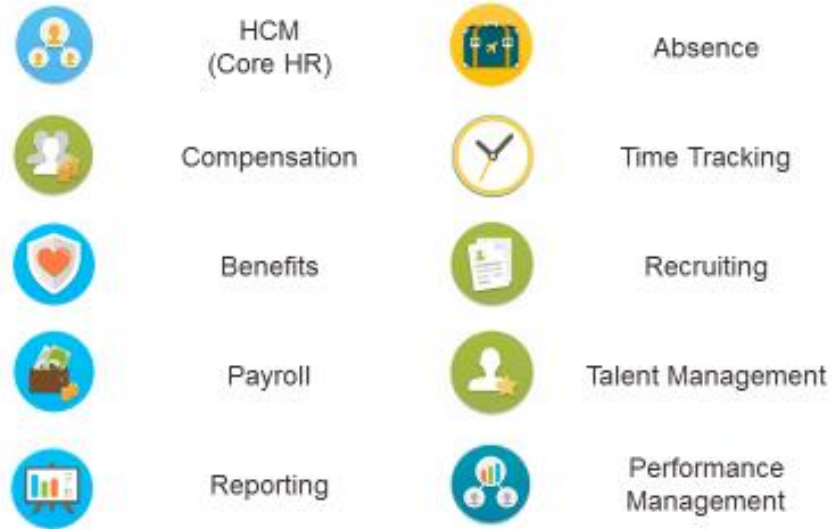 HCM
(Core HR)
Absence
Compensation
Time Tracking
Benefits
Recruiting
Payroll
Talent Management
Reporting
Performance
Management